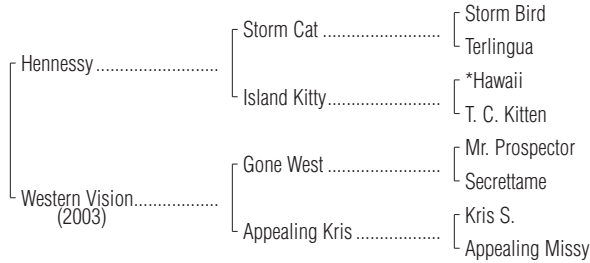 Storm Bird
Storm Cat ........................
Terlingua
Hennessy .........................
*Hawaii
Island Kitty .......................
T. C. Kitten
Mr. Prospector
Gone West .......................
Secrettame
Western Vision .................
(2003)
Kris S.
Appealing Kris .................
Appealing Missy